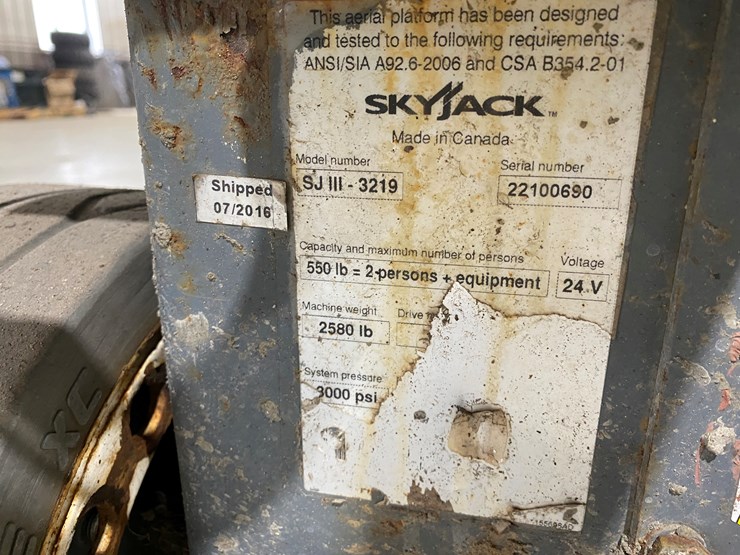 This aerial platform has been designed
and tested to the following requirements:
ANSI/SIA A92.6-2006 and CSA B354.2-01
SKYJACK™
Made in Canada
Model number
SJ III - 3219
Serial number
22100690
Shipped
07/2016
Capacity and maximum number of persons
550 lb = 2 persons + equipment
Voltage
24 V
Machine weight
2580 lb
Drive
System pressure
3000 psi
XC